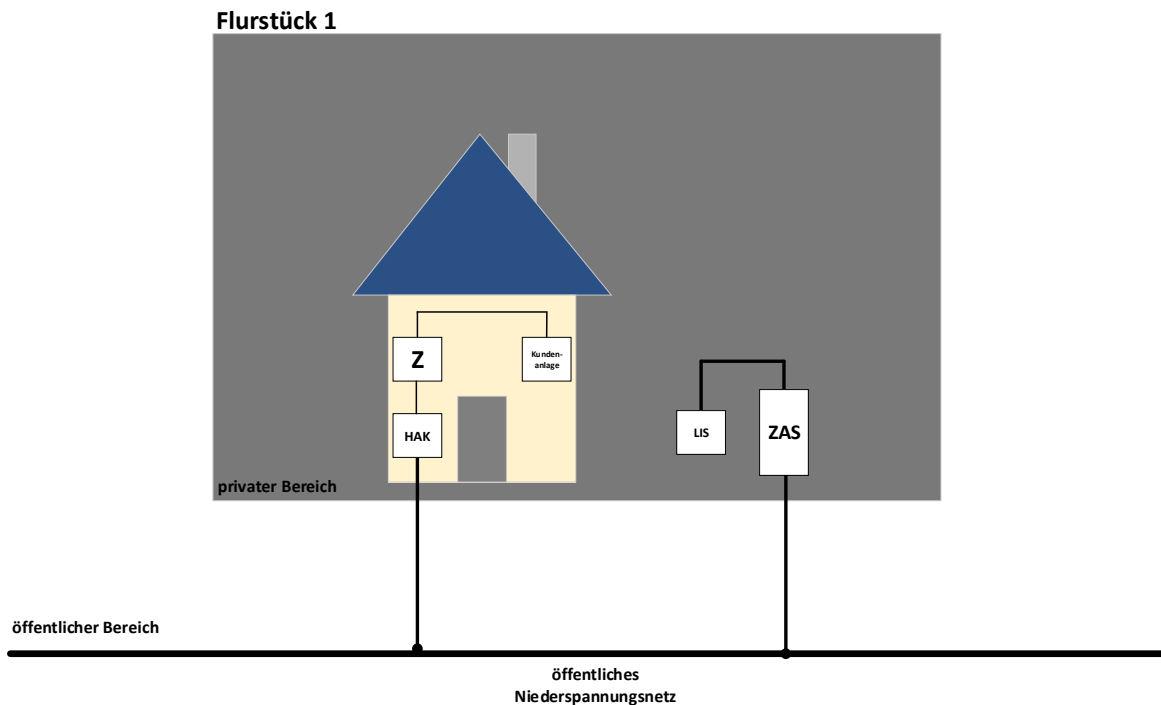 Flurstück 1
Z
Kunden-
anlage
HAK
LIS
ZAS
privater Bereich
öffentlicher Bereich
öffentliches
Niederspannungsnetz